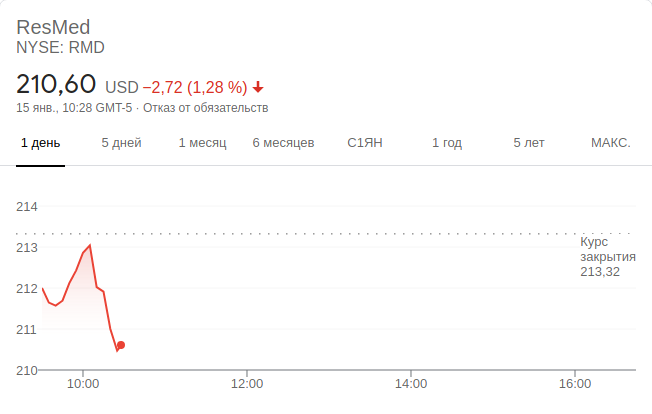 ResMed
NYSE: RMD
210,60 USD −2,72 (1,28 %)
15 янв., 10:28 GMT-5 · Отказ от обязательств
1 день 5 дней 1 месяц 6 месяцев С1ЯН 1 год 5 лет МАКС.
214
213
212
211
210
Курс
закрытия
213,32
10:00 12:00 14:00 16:00